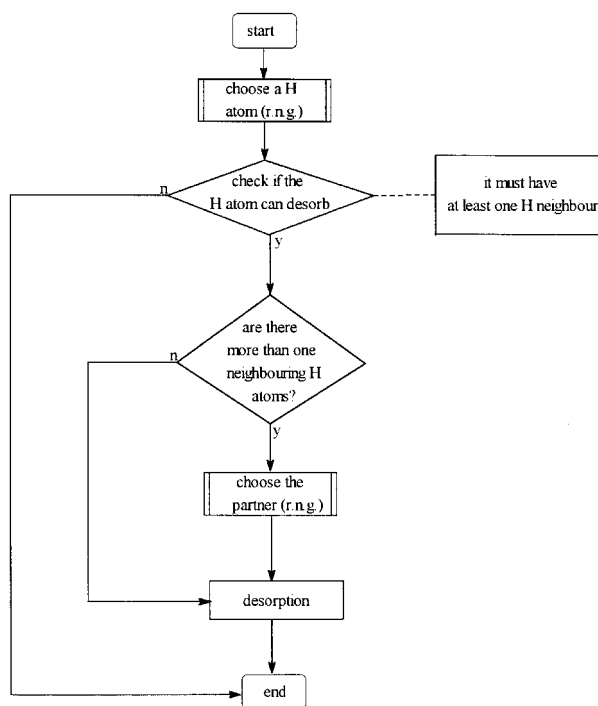 start
choose a H
atom (r.n.g.)
n
check if the
H atom can desorb
it must have
at least one H neighbour
y
n
are there
more than one
neighbouring H
atoms?
y
choose the
partner (r.n.g.)
desorption
end